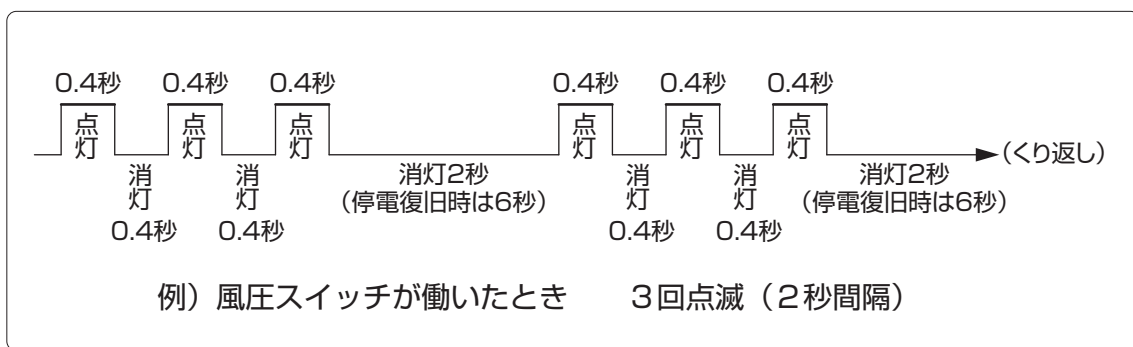 0.4秒 0.4秒 0.4秒 0.4秒 0.4秒 0.4秒
点灯 点灯 点灯 点灯 点灯 点灯
(くり返し)
消灯 消灯 消灯2秒 消灯 消灯 消灯2秒
(停電復旧時は6秒) (停電復旧時は6秒)
0.4秒 0.4秒 0.4秒 0.4秒
例）風圧スイッチが働いたとき 3回点滅（2秒間隔）